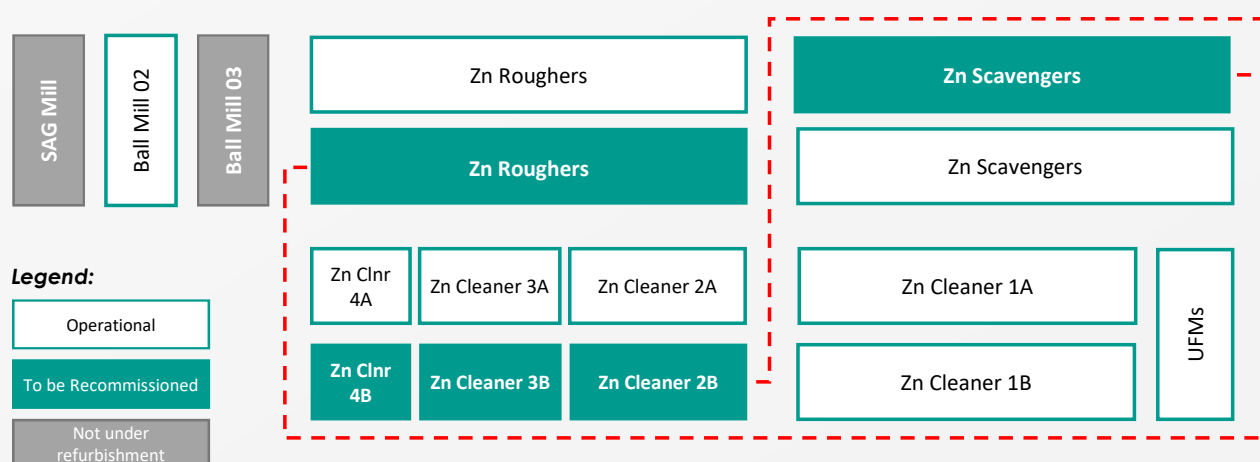 SAG Mill
Ball Mill 02
Ball Mill 03
Zn Roughers
Zn Roughers
Zn Scavengers
Zn Scavengers
Legend:
Operational
To be Recommissioned
Not under
refurbishment
Zn Clnr
4A
Zn Cleaner 3A
Zn Cleaner 2A
Zn Clnr
4B
Zn Cleaner 3B
Zn Cleaner 2B
Zn Cleaner 1A
Zn Cleaner 1B
UFMs